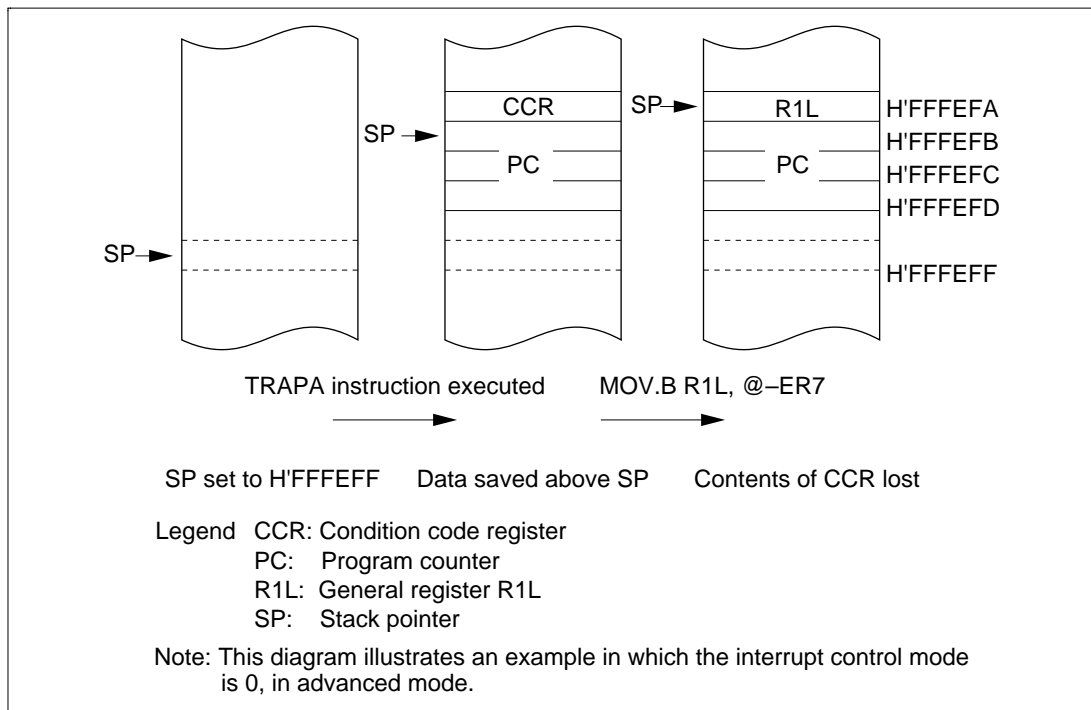 CCR
SP
R1L
H'FFFEFA
SP
H'FFFEFB
PC
PC
H'FFFEFC
H'FFFEFD
SP
H'FFFEFF
TRAPA instruction executed
MOV.B R1L, @–ER7
SP set to H'FFFEFF
Data saved above SP
Contents of CCR lost
Legend CCR: Condition code register
PC: Program counter
R1L: General register R1L
SP: Stack pointer
Note: This diagram illustrates an example in which the interrupt control mode
is 0, in advanced mode.